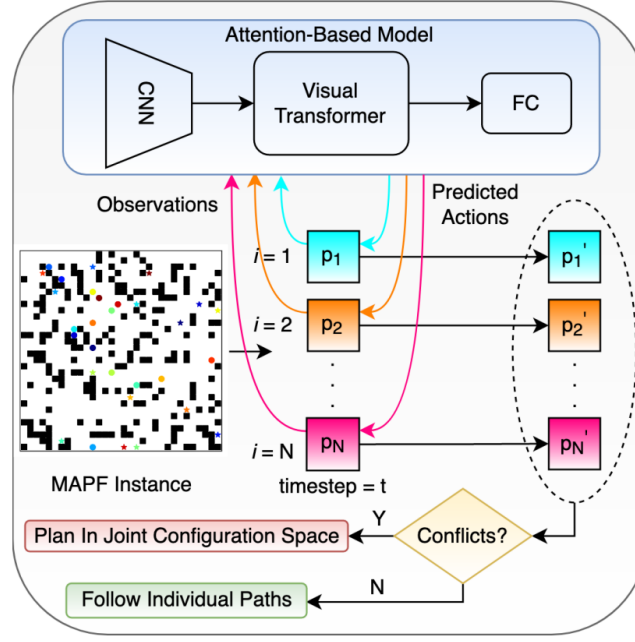 Attention-Based Model
CNN
Visual
Transformer
FC
Observations
Predicted
Actions
i = 1
p1
p1'
i = 2
p2
p2'
i = N
pN
pN'
MAPF Instance
timestep = t
Plan In Joint Configuration Space
Y
Conflicts?
N
Follow Individual Paths